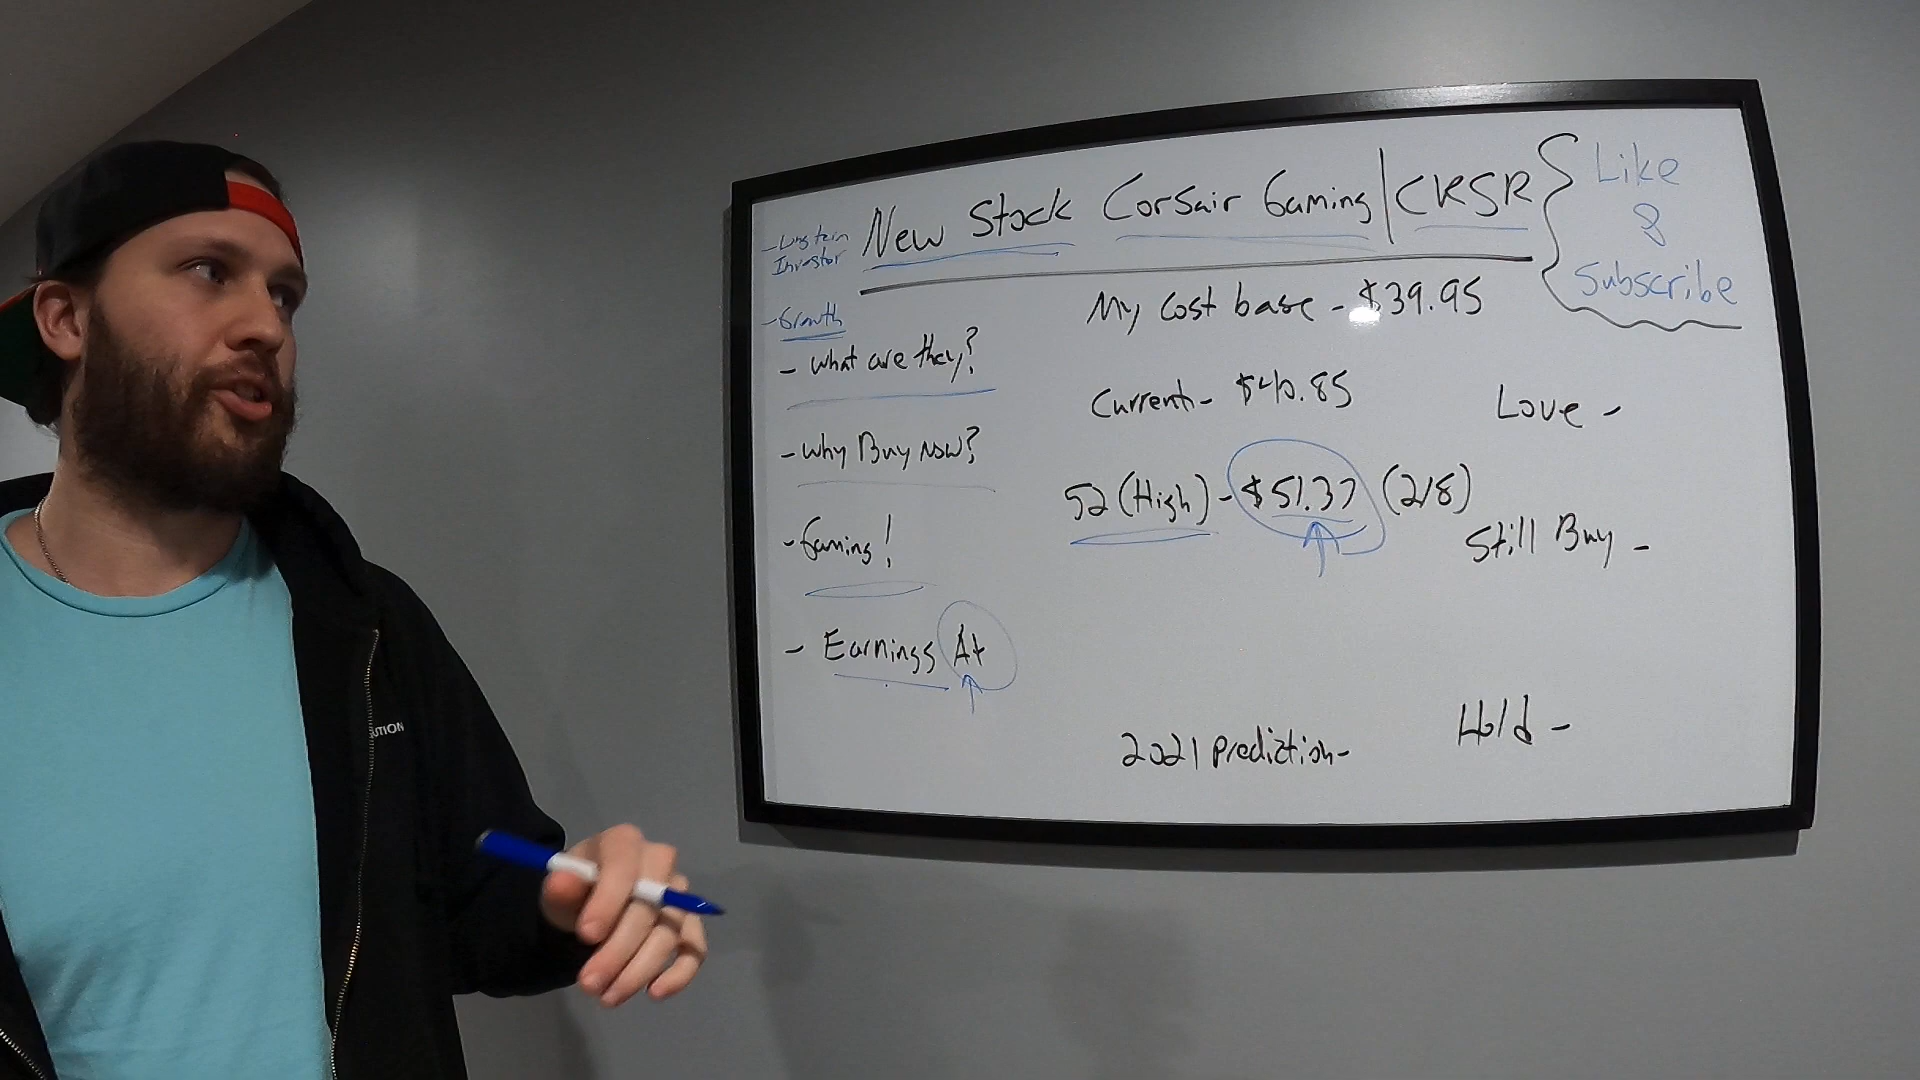 New Stock Corsair Gaming | CRSR
Like
&
Subscribe
- Long term
Investor
- Growth
- what are they?
- why Buy now?
- Gaming!
- Earnings At
My cost base - $39.95
Current - $40.85
52 (High) - $51.37 (2/8)
2021 Prediction-
Love -
Still Buy -
Hold -
UTION